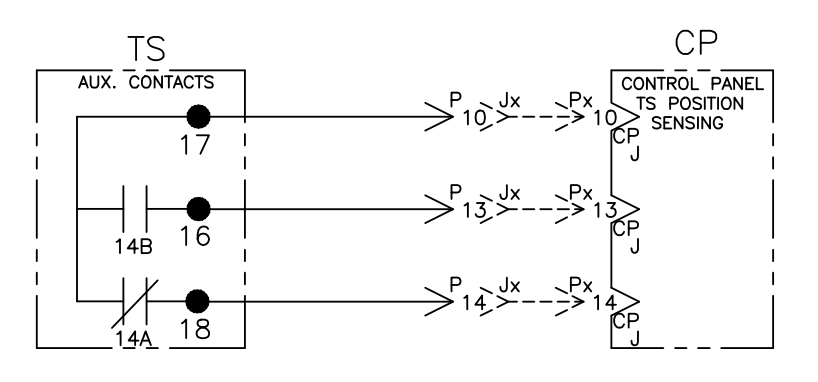 TS
CP
AUX. CONTACTS
CONTROL PANEL
TS POSITION
SENSING
17
P
10
Jx
Px
10
CP
J
14B
16
P
13
Jx
Px
13
CP
J
14A
18
P
14
Jx
Px
14
CP
J